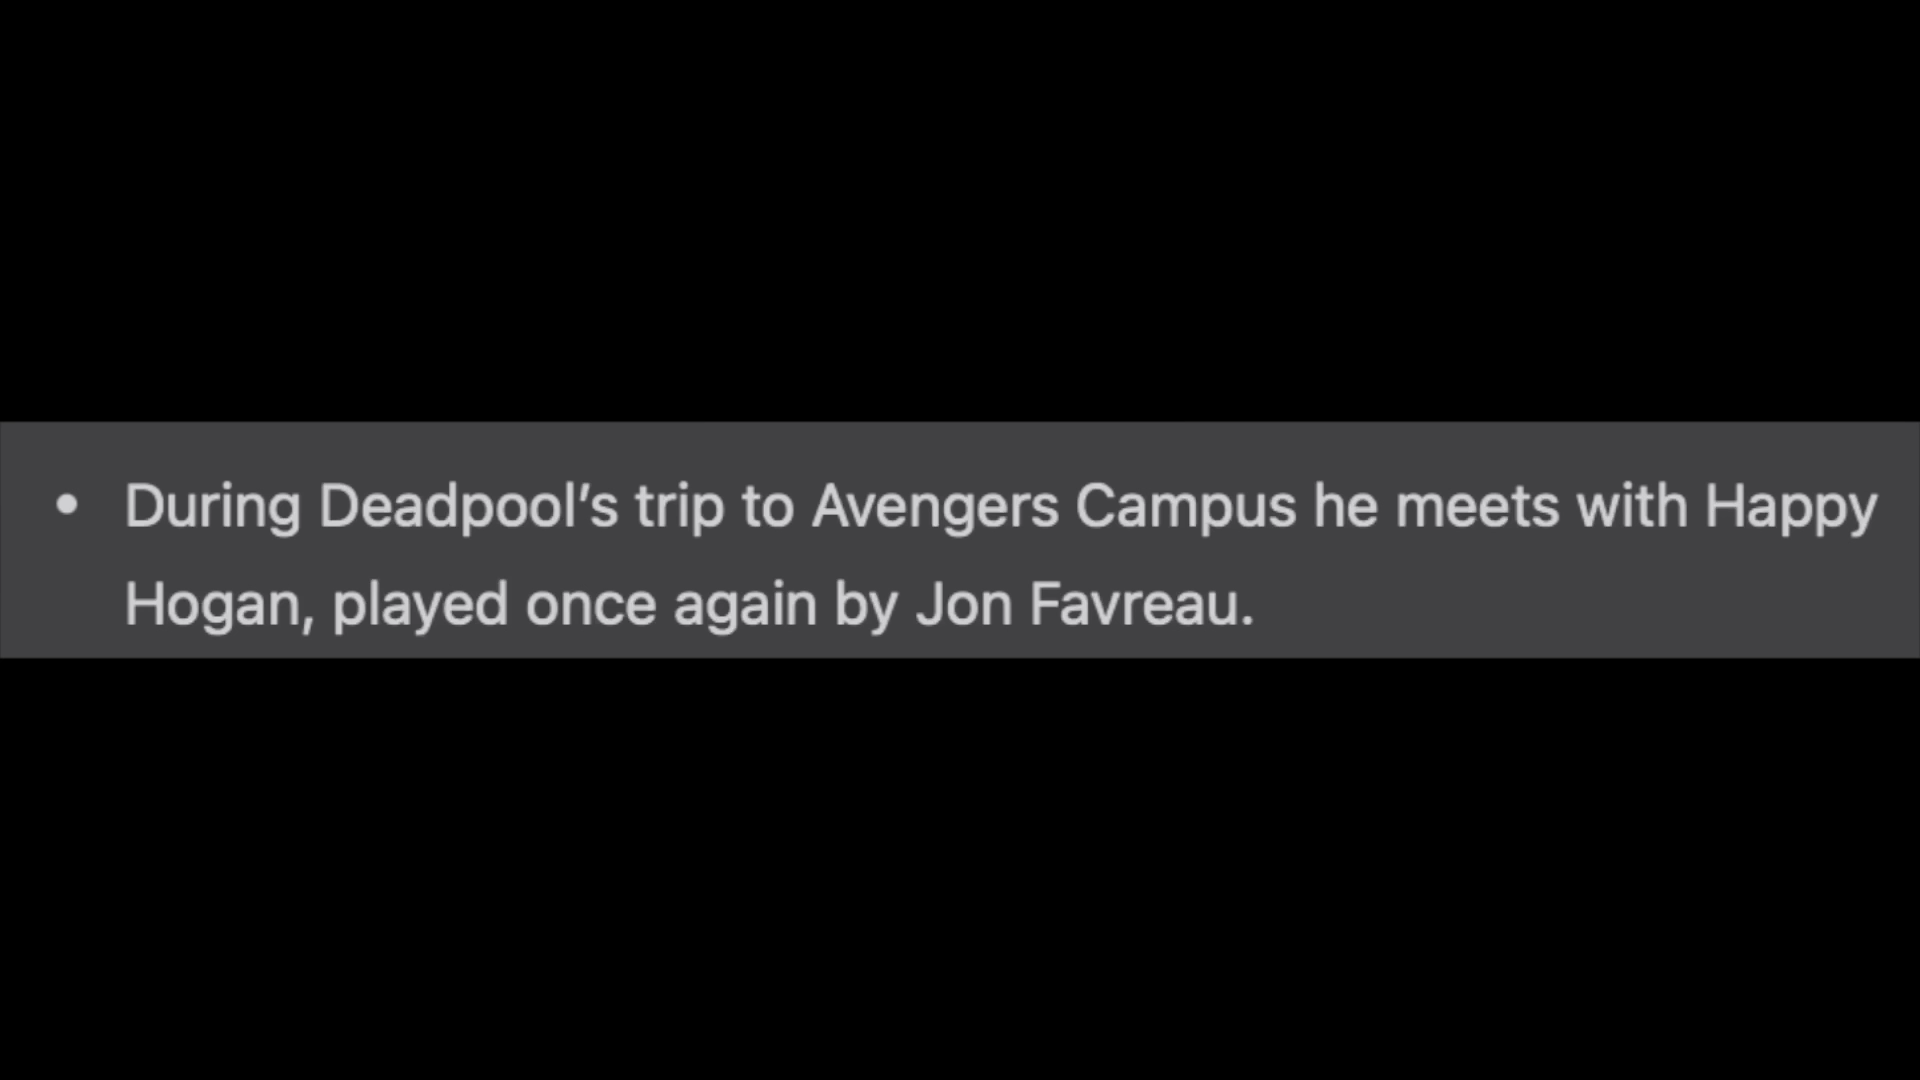 • During Deadpool’s trip to Avengers Campus he meets with Happy
Hogan, played once again by Jon Favreau.